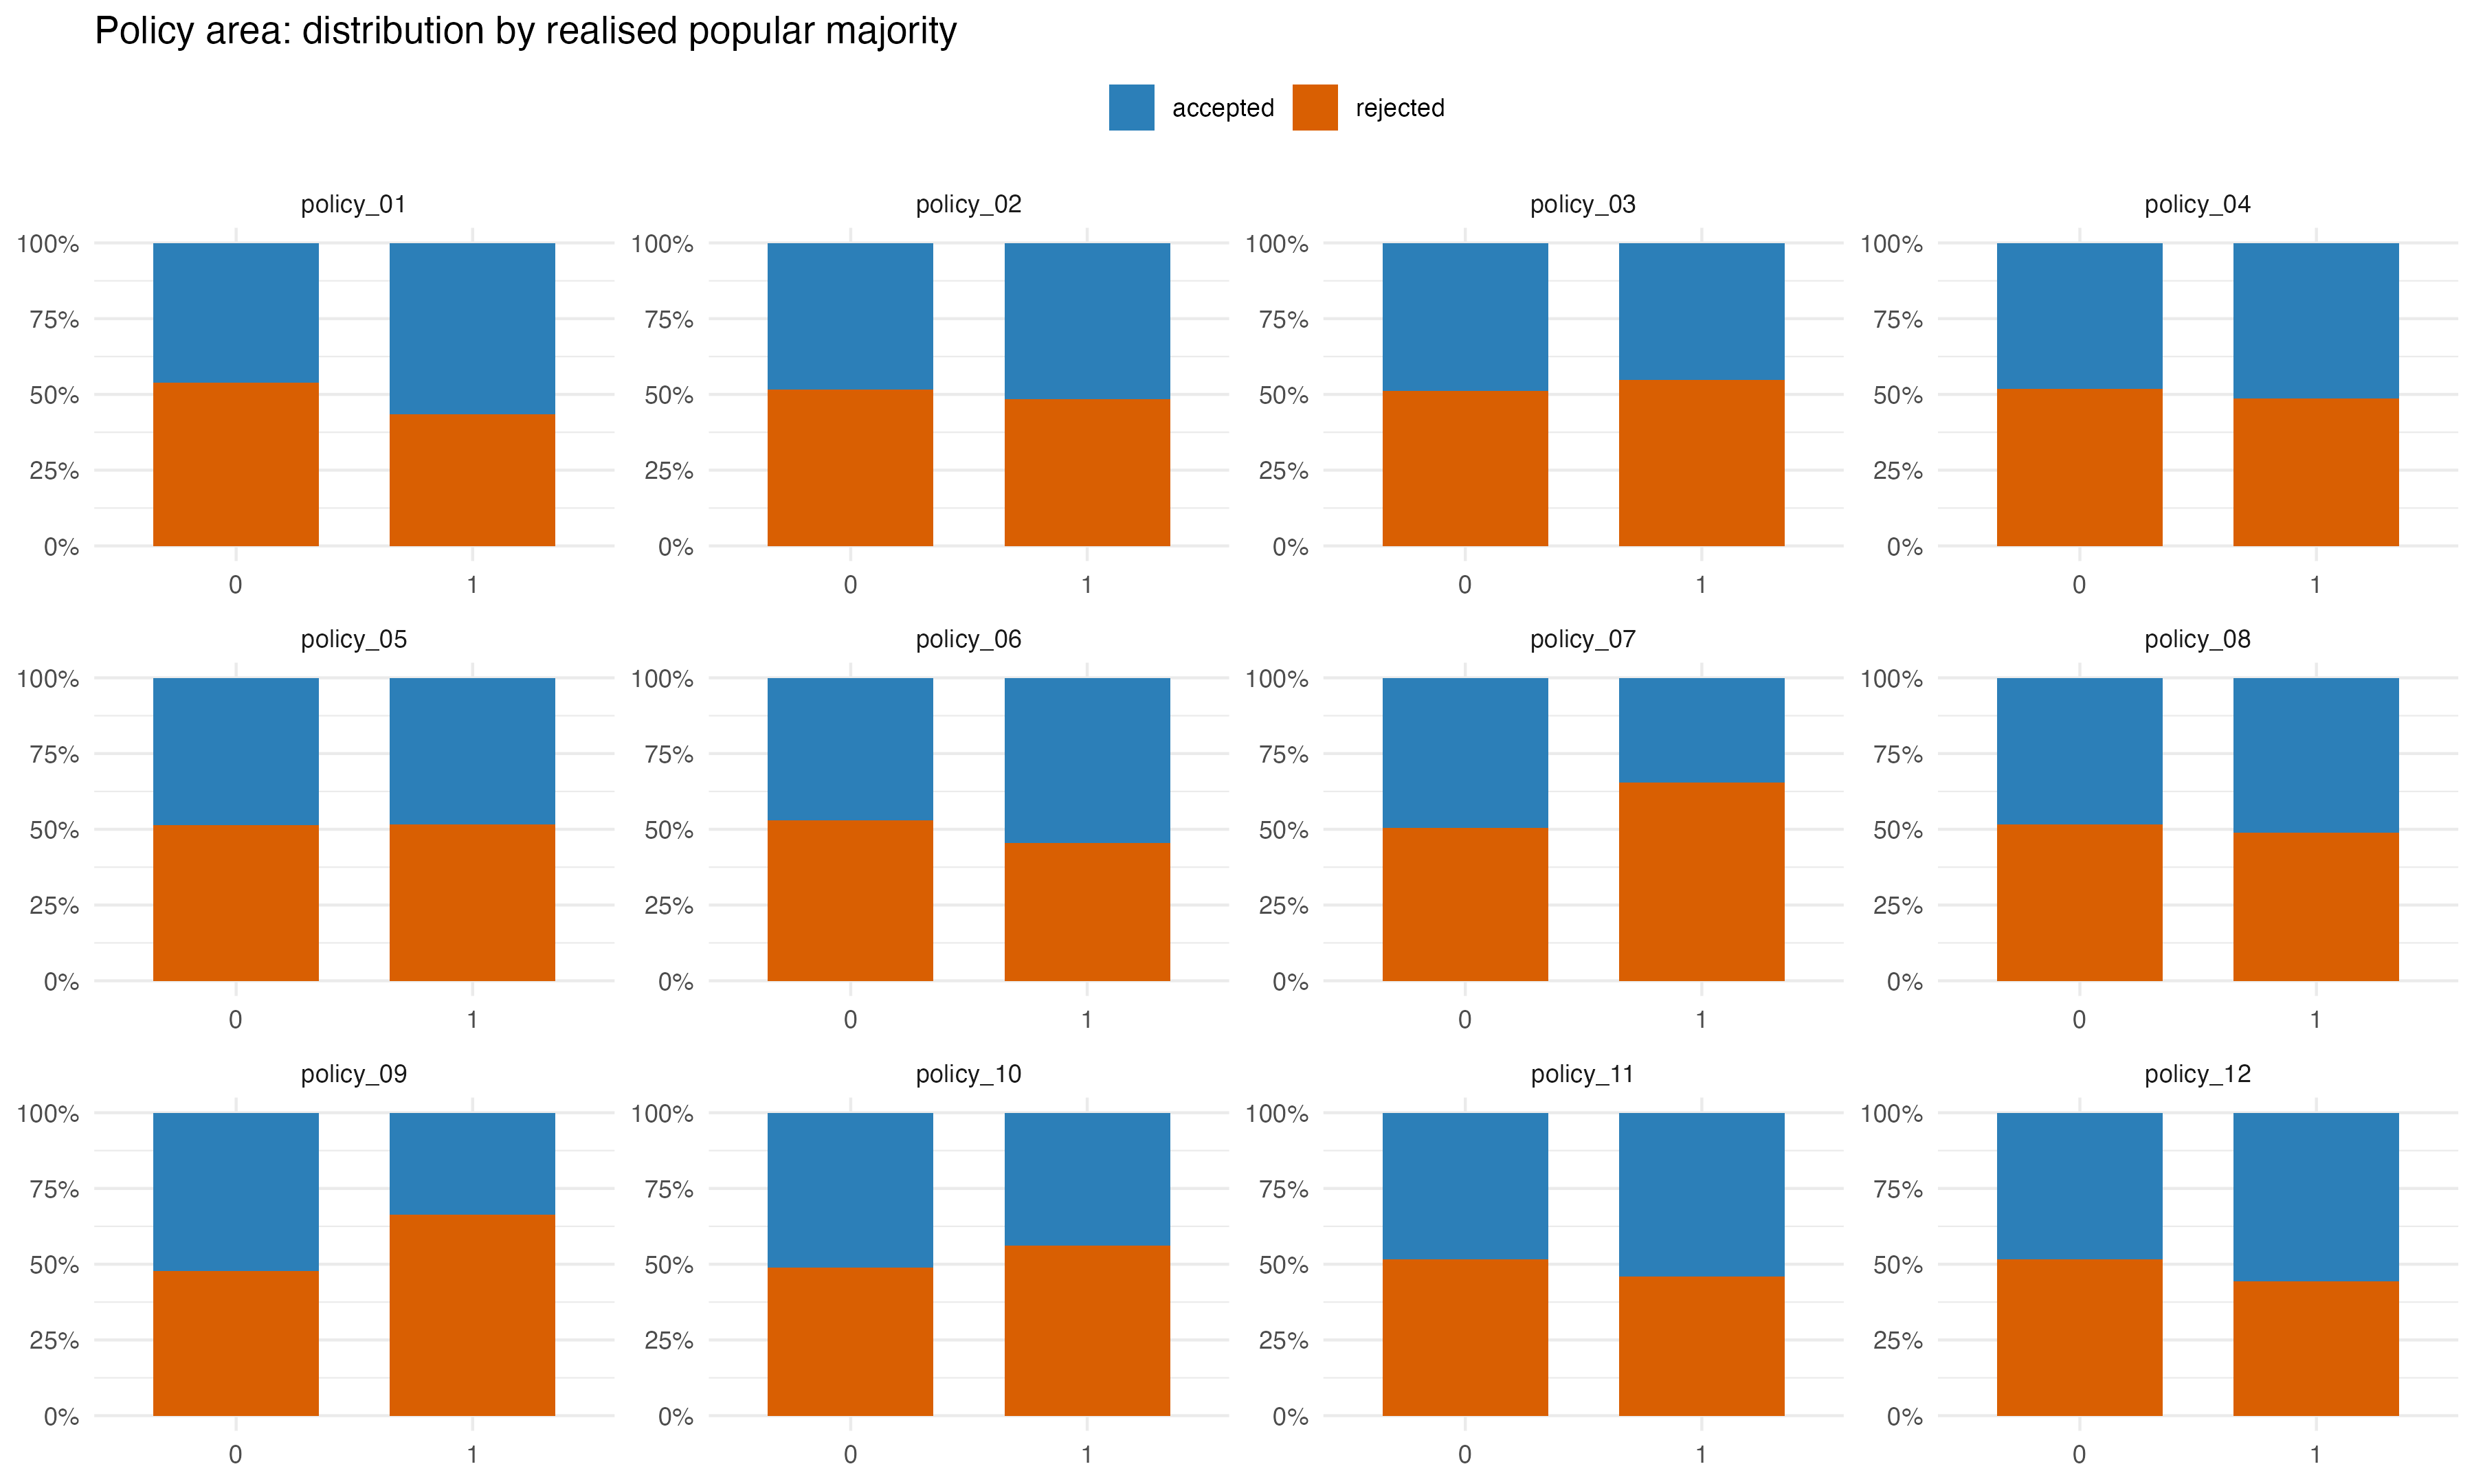 Policy area: distribution by realised popular majority
accepted rejected
policy_01 policy_02 policy_03 policy_04
100% 100% 100% 100%
75% 75% 75% 75%
50% 50% 50% 50%
25% 25% 25% 25%
0% 0% 0% 0%
0 1 0 1 0 1 0 1
policy_05 policy_06 policy_07 policy_08
100% 100% 100% 100%
75% 75% 75% 75%
50% 50% 50% 50%
25% 25% 25% 25%
0% 0% 0% 0%
0 1 0 1 0 1 0 1
policy_09 policy_10 policy_11 policy_12
100% 100% 100% 100%
75% 75% 75% 75%
50% 50% 50% 50%
25% 25% 25% 25%
0% 0% 0% 0%
0 1 0 1 0 1 0 1